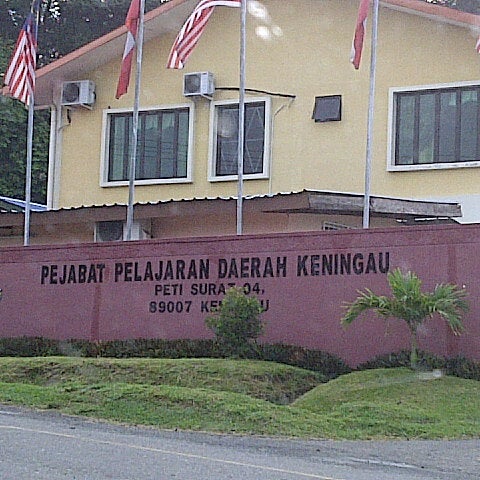 PEJABAT PELAJARAN DAERAH KENINGAU
PETI SURAT 04,
89007